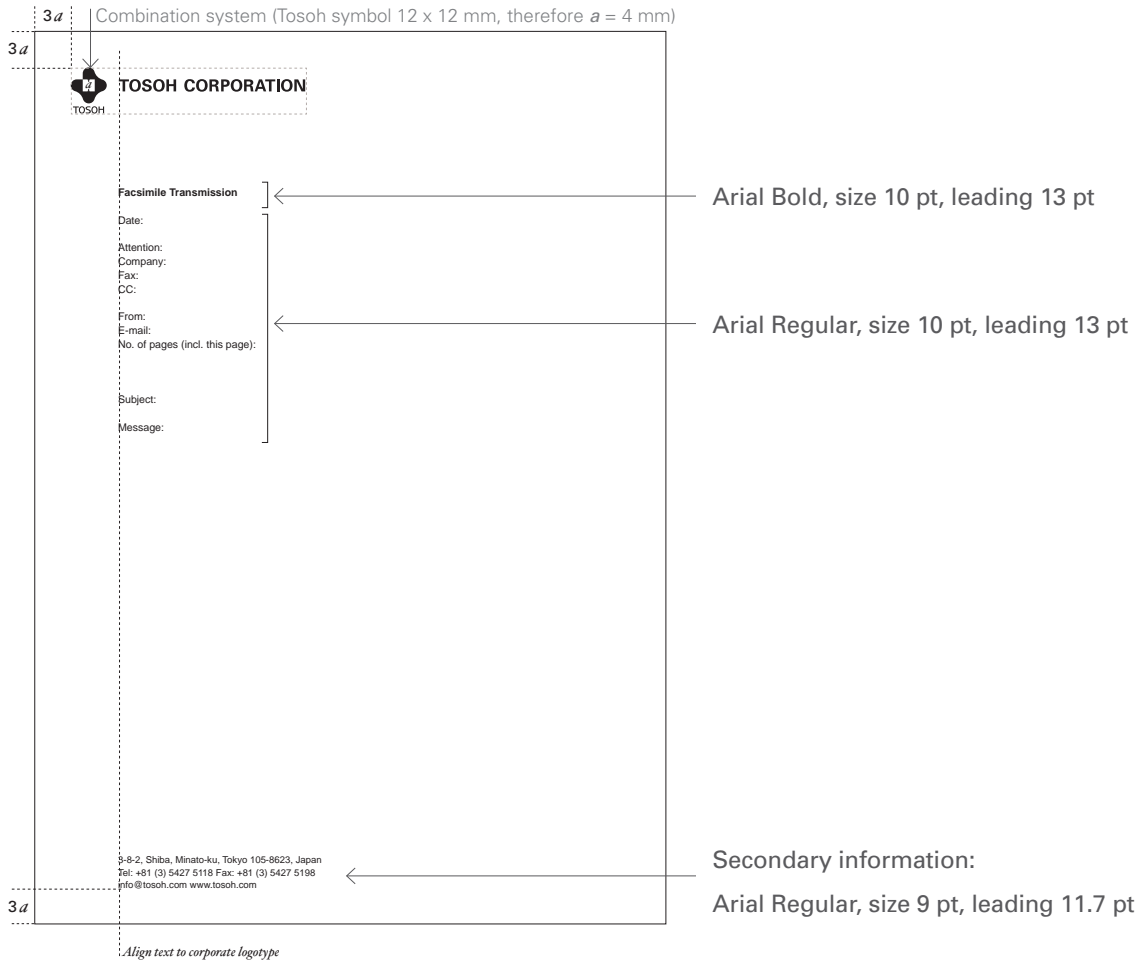 3a Combination system (Tosoh symbol 12 x 12 mm, therefore a = 4 mm)
3a
a TOSOH CORPORATION
TOSOH
Facsimile Transmission
Arial Bold, size 10 pt, leading 13 pt
Date:
Attention:
Company:
Fax:
CC:
From:
E-mail:
No. of pages (incl. this page):
Arial Regular, size 10 pt, leading 13 pt
Subject:
Message:
3-8-2, Shiba, Minato-ku, Tokyo 105-8623, Japan
Tel: +81 (3) 5427 5118 Fax: +81 (3) 5427 5198
info@tosoh.com www.tosoh.com
Secondary information:
Arial Regular, size 9 pt, leading 11.7 pt
3a
Align text to corporate logotype